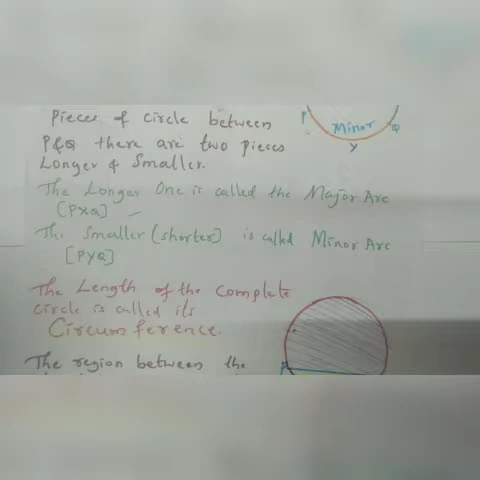 Pieces of circle between
P&Q there are two pieces
Longer & Smaller.
P Minor Q
Y
The Longer One is called the Major Arc
[PXQ]
The Smaller (shorter) is called Minor Arc
[PYQ]
The Length of the complete
circle is called its
Circumference.
The region between the
P